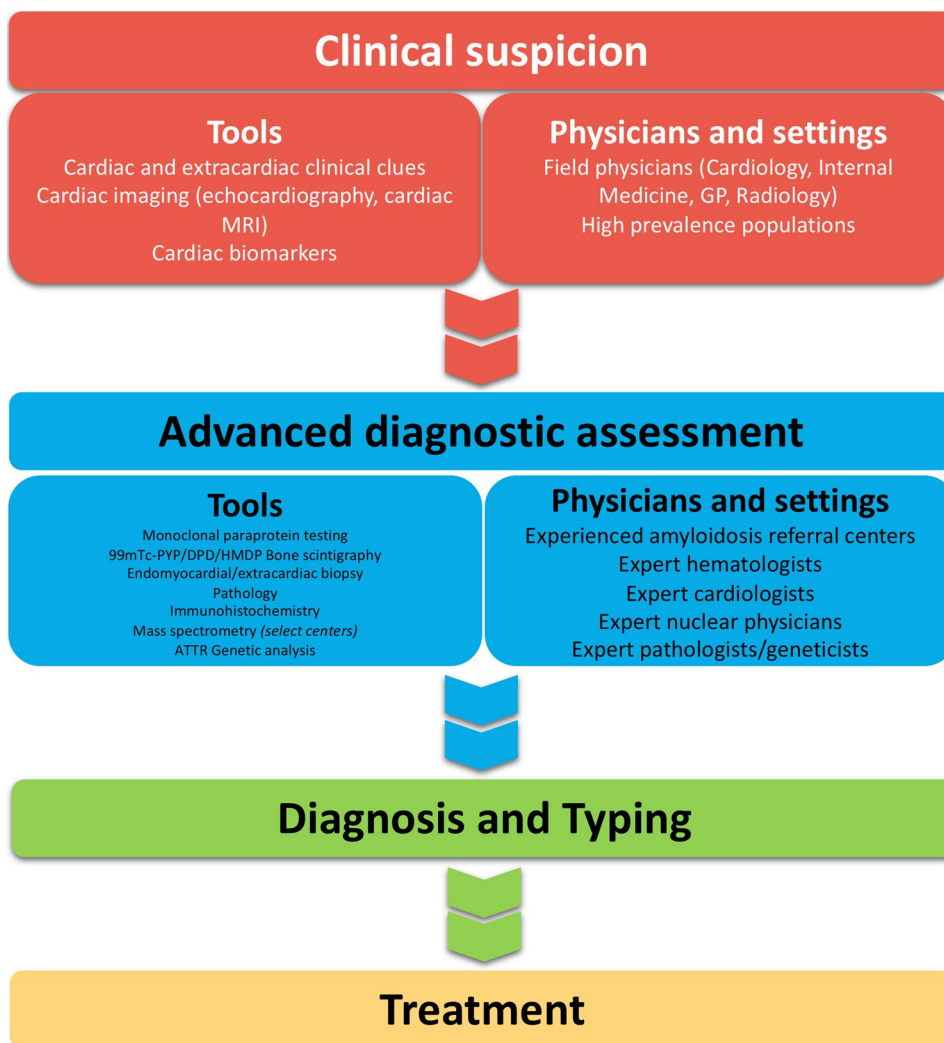 Clinical suspicion
Tools
Cardiac and extracardiac clinical clues
Cardiac imaging (echocardiography, cardiac
MRI)
Cardiac biomarkers
Physicians and settings
Field physicians (Cardiology, Internal
Medicine, GP, Radiology)
High prevalence populations
Advanced diagnostic assessment
Tools
Monoclonal paraprotein testing
99mTc-PYP/DPD/HMDP Bone scintigraphy
Endomyocardial/extracardiac biopsy
Pathology
Immunohistochemistry
Mass spectrometry (select centers)
ATTR Genetic analysis
Physicians and settings
Experienced amyloidosis referral centers
Expert hematologists
Expert cardiologists
Expert nuclear physicians
Expert pathologists/geneticists
Diagnosis and Typing
Treatment